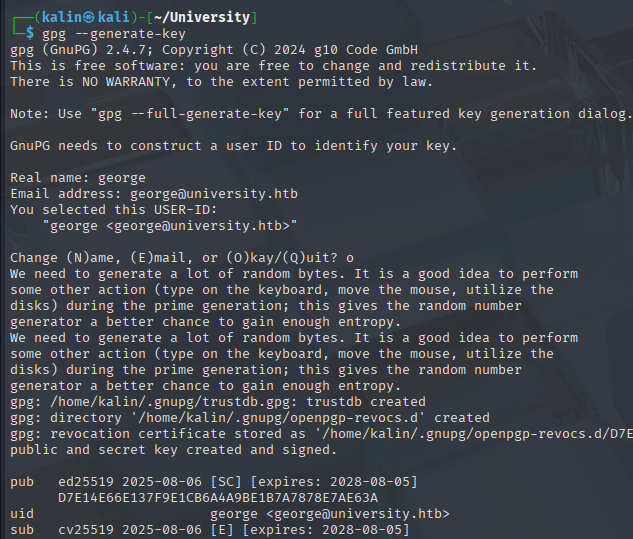 ┌──(kalin㉿kali)-[~/University]
└─$ gpg --generate-key
gpg (GnuPG) 2.4.7; Copyright (C) 2024 g10 Code GmbH
This is free software: you are free to change and redistribute it.
There is NO WARRANTY, to the extent permitted by law.
Note: Use "gpg --full-generate-key" for a full featured key generation dialog.
GnuPG needs to construct a user ID to identify your key.
Real name: george
Email address: george@university.htb
You selected this USER-ID:
"george <george@university.htb>"
Change (N)ame, (E)mail, or (O)kay/(Q)uit? o
We need to generate a lot of random bytes. It is a good idea to perform
some other action (type on the keyboard, move the mouse, utilize the
disks) during the prime generation; this gives the random number
generator a better chance to gain enough entropy.
We need to generate a lot of random bytes. It is a good idea to perform
some other action (type on the keyboard, move the mouse, utilize the
disks) during the prime generation; this gives the random number
generator a better chance to gain enough entropy.
gpg: /home/kalin/.gnupg/trustdb.gpg: trustdb created
gpg: directory '/home/kalin/.gnupg/openpgp-revocs.d' created
gpg: revocation certificate stored as '/home/kalin/.gnupg/openpgp-revocs.d/D7E
public and secret key created and signed.
pub ed25519 2025-08-06 [SC] [expires: 2028-08-05]
D7E14E66E137F9E1CB6A4A9BE1B7A7878E7AE63A
uid george <george@university.htb>
sub cv25519 2025-08-06 [E] [expires: 2028-08-05]